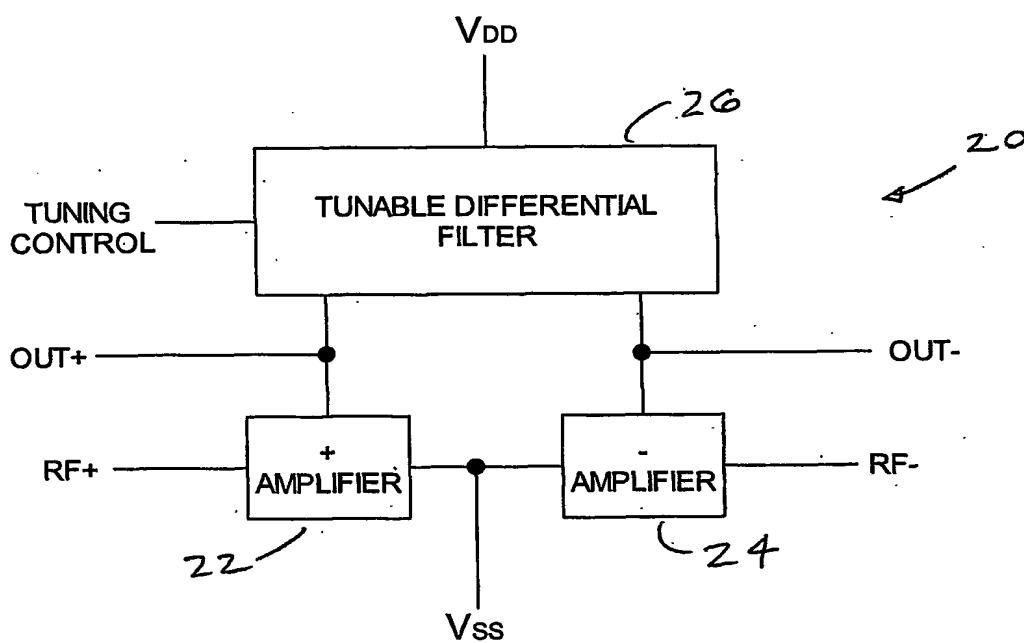 VDD
26
20
TUNABLE DIFFERENTIAL
FILTER
TUNING
CONTROL
OUT+
OUT-
RF+
+
AMPLIFIER
-
AMPLIFIER
RF-
22
24
VSS